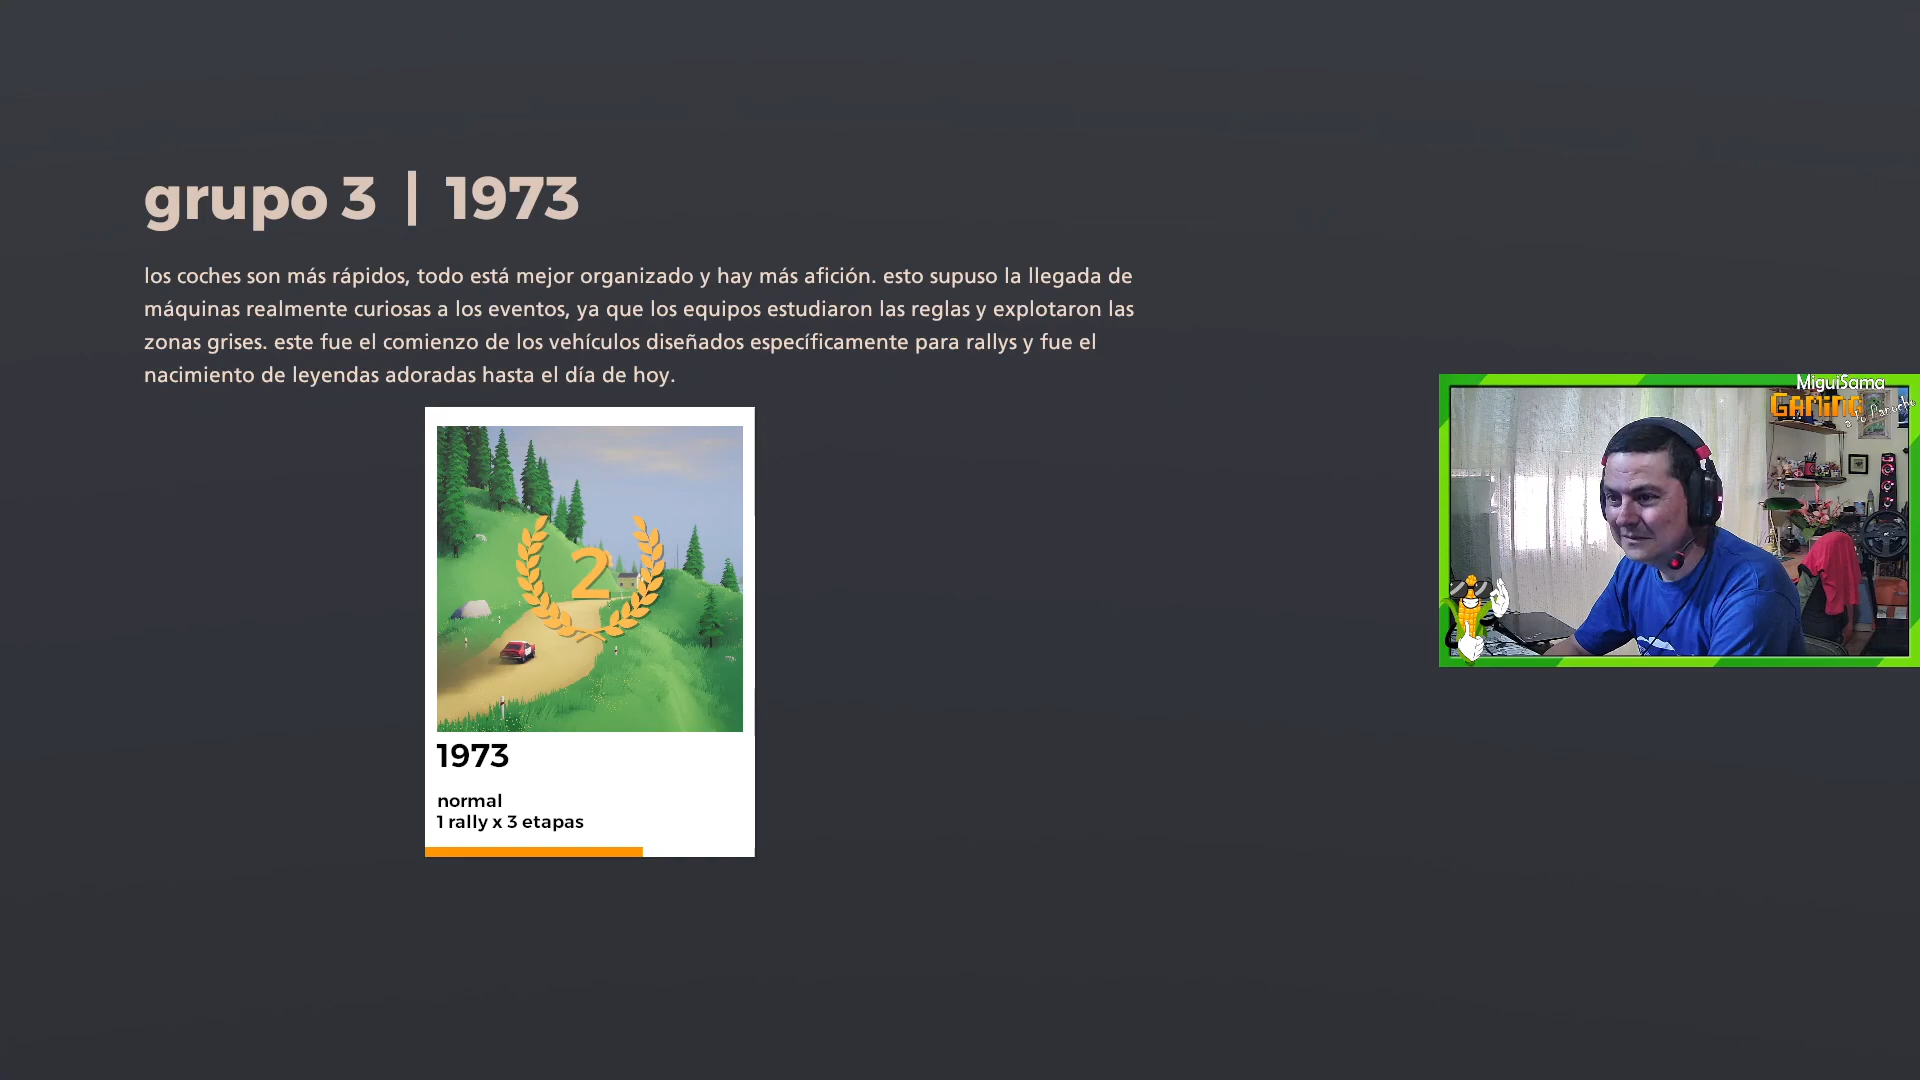 grupo 3 | 1973
los coches son más rápidos, todo está mejor organizado y hay más afición. esto supuso la llegada de
máquinas realmente curiosas a los eventos, ya que los equipos estudiaron las reglas y explotaron las
zonas grises. este fue el comienzo de los vehículos diseñados específicamente para rallys y fue el
nacimiento de leyendas adoradas hasta el día de hoy.
2
1973
normal
1 rally x 3 etapas
MiguiSama
GAMING